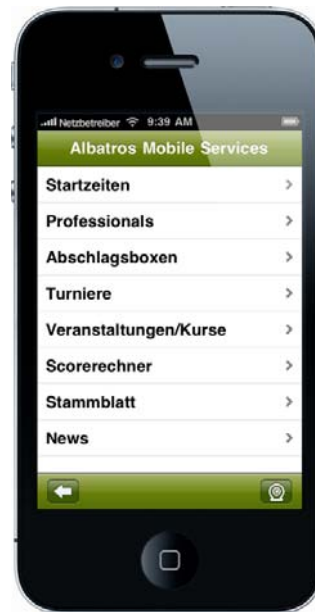 Netzbetreiber 9:39 AM
Albatros Mobile Services
Startzeiten
Professionals
Abschlagsboxen
Turniere
Veranstaltungen/Kurse
Scorerechner
Stammblatt
News